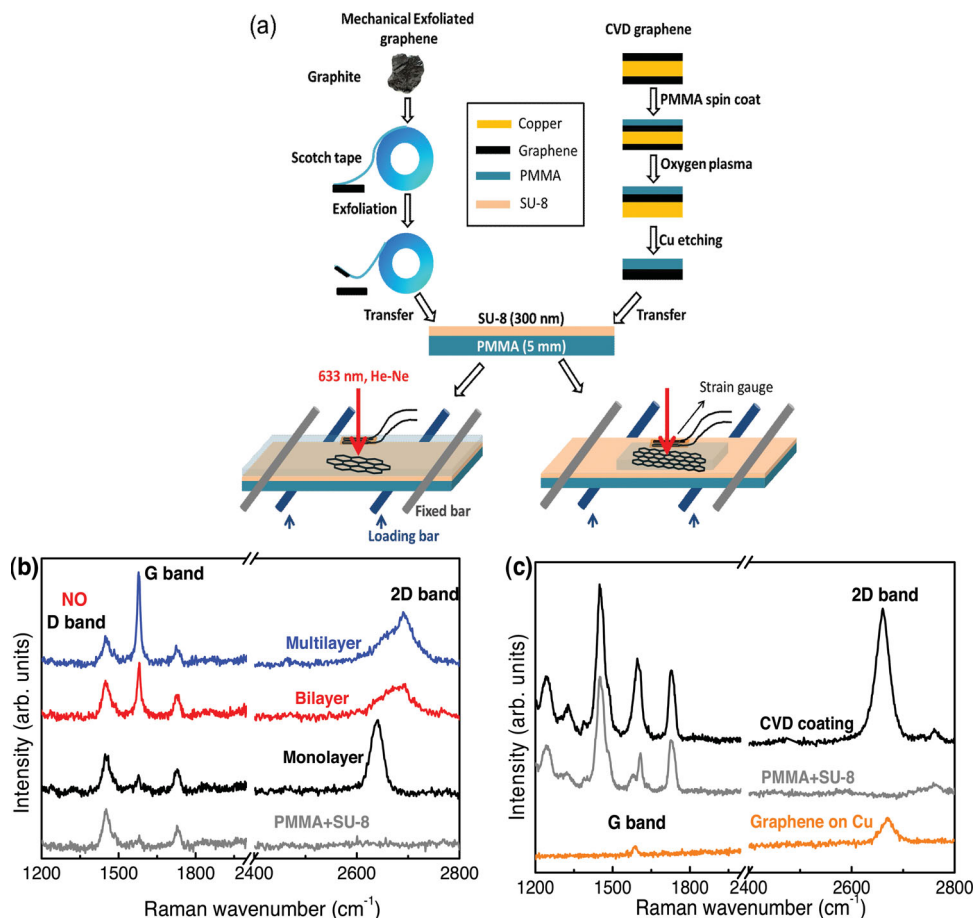 (a)
Mechanical Exfoliated
graphene
Graphite
Scotch tape
Exfoliation
Transfer
Copper
Graphene
PMMA
SU-8
CVD graphene
PMMA spin coat
Oxygen plasma
Cu etching
Transfer
SU-8 (300 nm)
PMMA (5 mm)
633 nm, He-Ne
Fixed bar
Loading bar
Strain gauge
(b)
NO
D band
G band
2D band
Multilayer
Bilayer
Monolayer
PMMA+SU-8
Intensity (arb. units)
1200 1500 1800 2400 2600 2800
Raman wavenumber (cm⁻¹)
(c)
2D band
CVD coating
PMMA+SU-8
G band
Graphene on Cu
Intensity (arb. units)
1200 1500 1800 2400 2600 2800
Raman wavenumber (cm⁻¹)